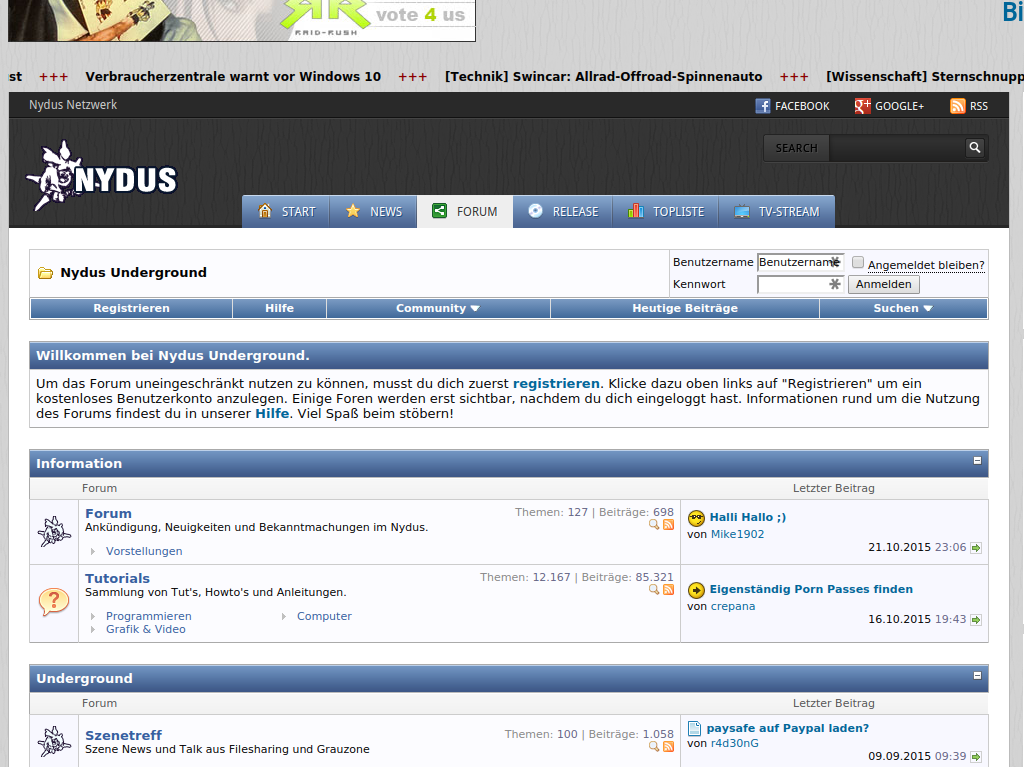 RR vote 4 us
RAID-RUSH
Bi
st +++ Verbraucherzentrale warnt vor Windows 10 +++ [Technik] Swincar: Allrad-Offroad-Spinnenauto +++ [Wissenschaft] Sternschnupp
Nydus Netzwerk FACEBOOK GOOGLE+ RSS
SEARCH
NYDUS
START NEWS FORUM RELEASE TOPLISTE TV-STREAM
Nydus Underground
Benutzername Benutzername Angemeldet bleiben?
Kennwort Anmelden
Registrieren Hilfe Community Heutige Beiträge Suchen
Willkommen bei Nydus Underground.
Um das Forum uneingeschränkt nutzen zu können, musst du dich zuerst registrieren. Klicke dazu oben links auf "Registrieren" um ein
kostenloses Benutzerkonto anzulegen. Einige Foren werden erst sichtbar, nachdem du dich eingeloggt hast. Informationen rund um die Nutzung
des Forums findest du in unserer Hilfe. Viel Spaß beim stöbern!
Information
Forum Letzter Beitrag
Forum Themen: 127 | Beiträge: 698
Ankündigung, Neuigkeiten und Bekanntmachungen im Nydus.
Vorstellungen
Halli Hallo ;)
von Mike1902
21.10.2015 23:06
Tutorials Themen: 12.167 | Beiträge: 85.321
Sammlung von Tut's, Howto's und Anleitungen.
Programmieren Computer
Grafik & Video
Eigenständig Porn Passes finden
von crepana
16.10.2015 19:43
Underground
Forum Letzter Beitrag
Szenetreff Themen: 100 | Beiträge: 1.058
Szene News und Talk aus Filesharing und Grauzone
paysafe auf Paypal laden?
von r4d30nG
09.09.2015 09:39